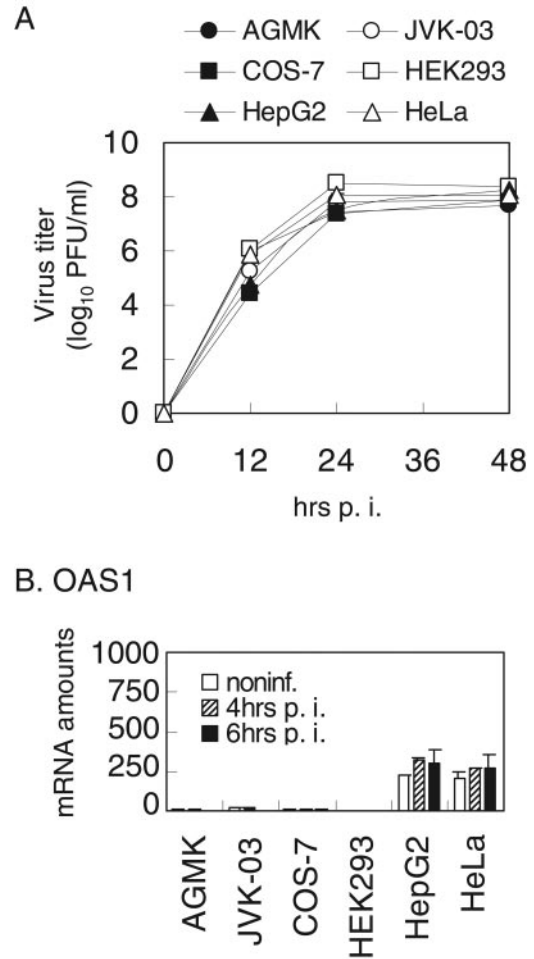 A
AGMK JVK-03
COS-7 HEK293
HepG2 HeLa
10
8
6
4
2
0
Virus titer
(log10 PFU/ml)
0 12 24 36 48
hrs p. i.
B. OAS1
1000
750
500
250
0
mRNA amounts
noninf.
4hrs p. i.
6hrs p. i.
AGMK
JVK-03
COS-7
HEK293
HepG2
HeLa